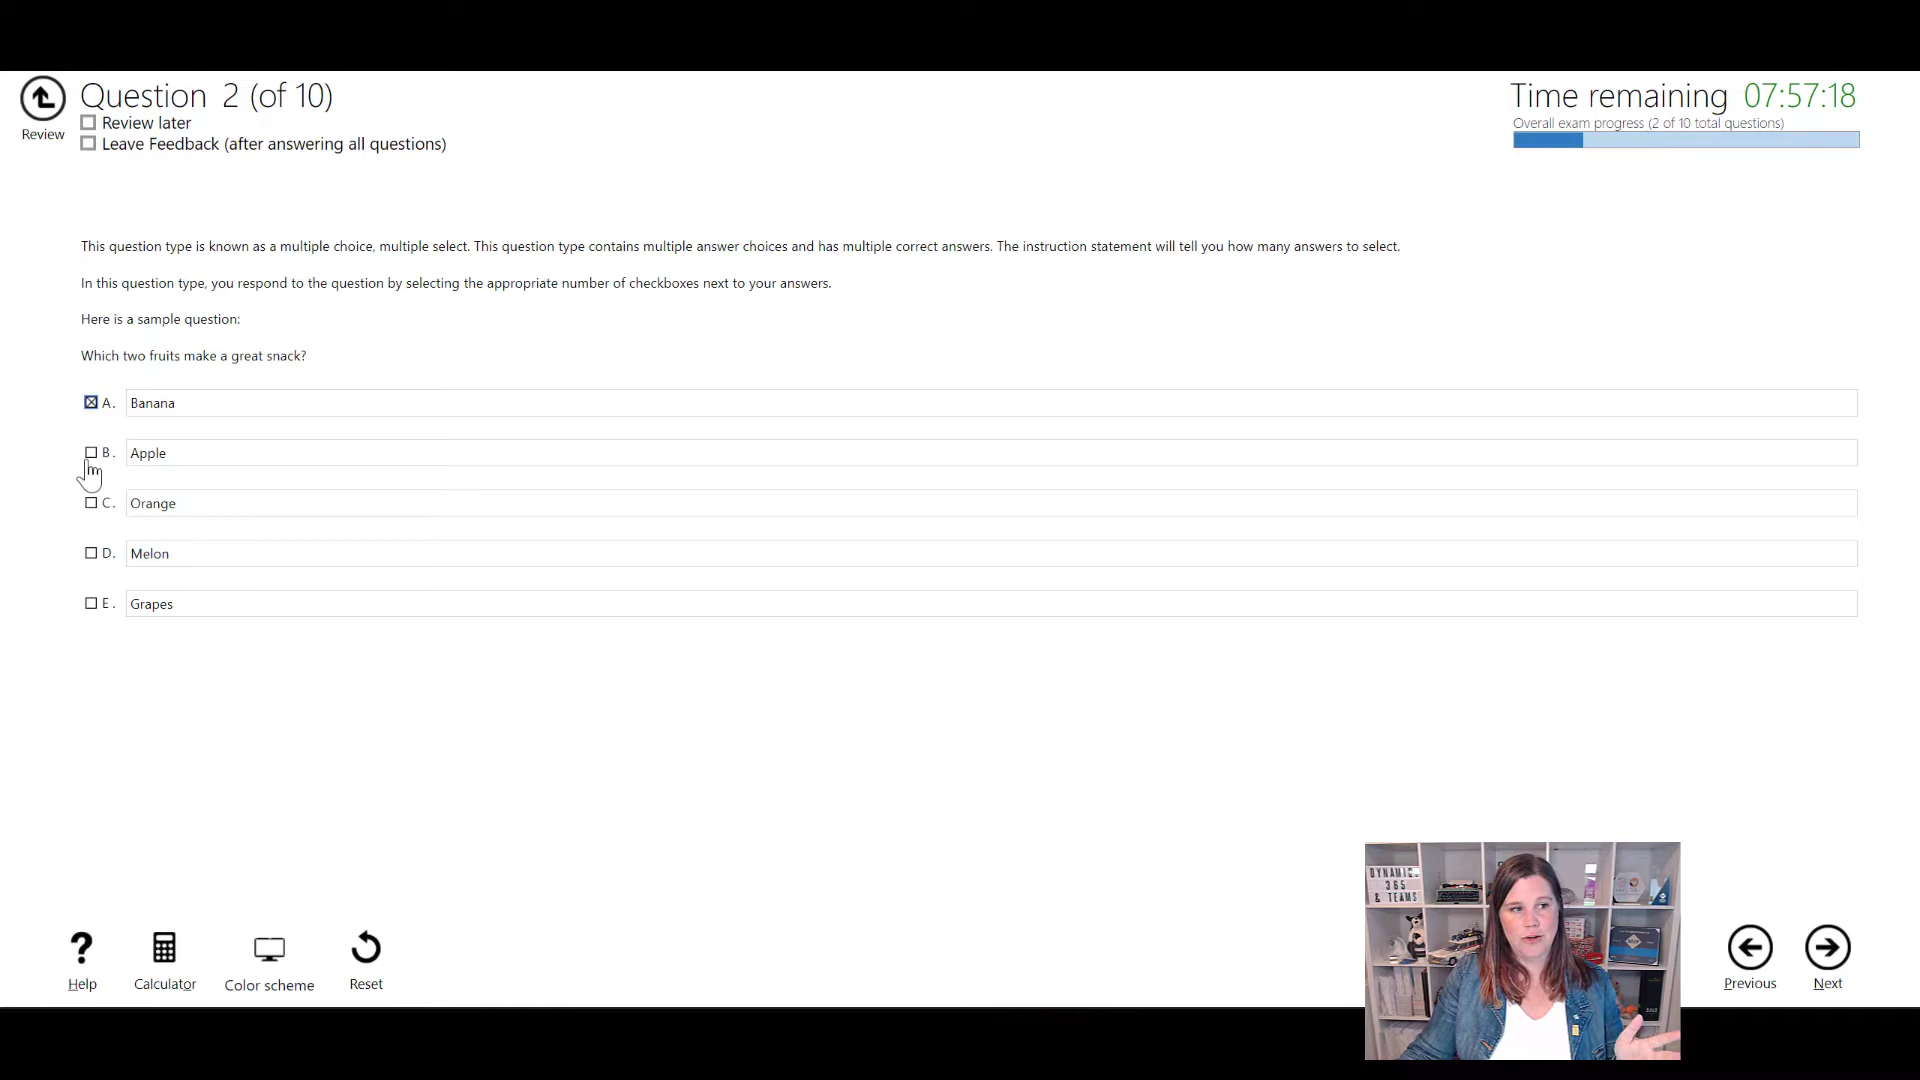 Review
Question 2 (of 10)
Review later
Leave Feedback (after answering all questions)
Time remaining 07:57:18
Overall exam progress (2 of 10 total questions)
This question type is known as a multiple choice, multiple select. This question type contains multiple answer choices and has multiple correct answers. The instruction statement will tell you how many answers to select.
In this question type, you respond to the question by selecting the appropriate number of checkboxes next to your answers.
Here is a sample question:
Which two fruits make a great snack?
A. Banana
B. Apple
C. Orange
D. Melon
E. Grapes
DYNAMIC
365
& TEAMS
? Help
Calculator
Color scheme
Reset
Previous
Next